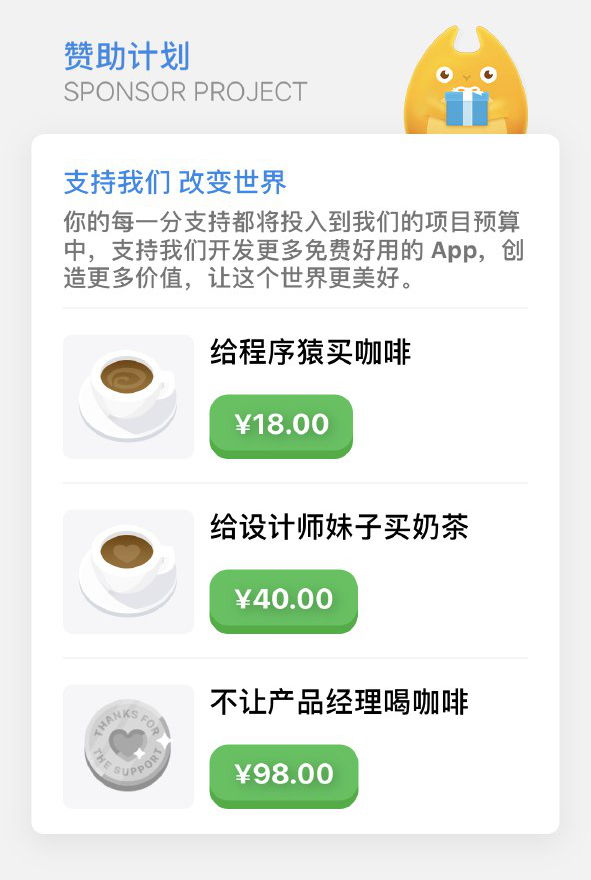 赞助计划
SPONSOR PROJECT
支持我们 改变世界
你的每一分支持都将投入到我们的项目预算
中，支持我们开发更多免费好用的 App，创
造更多价值，让这个世界更美好。
给程序猿买咖啡
¥18.00
给设计师妹子买奶茶
¥40.00
不让产品经理喝咖啡
THANKS FOR
THE SUPPORT
¥98.00